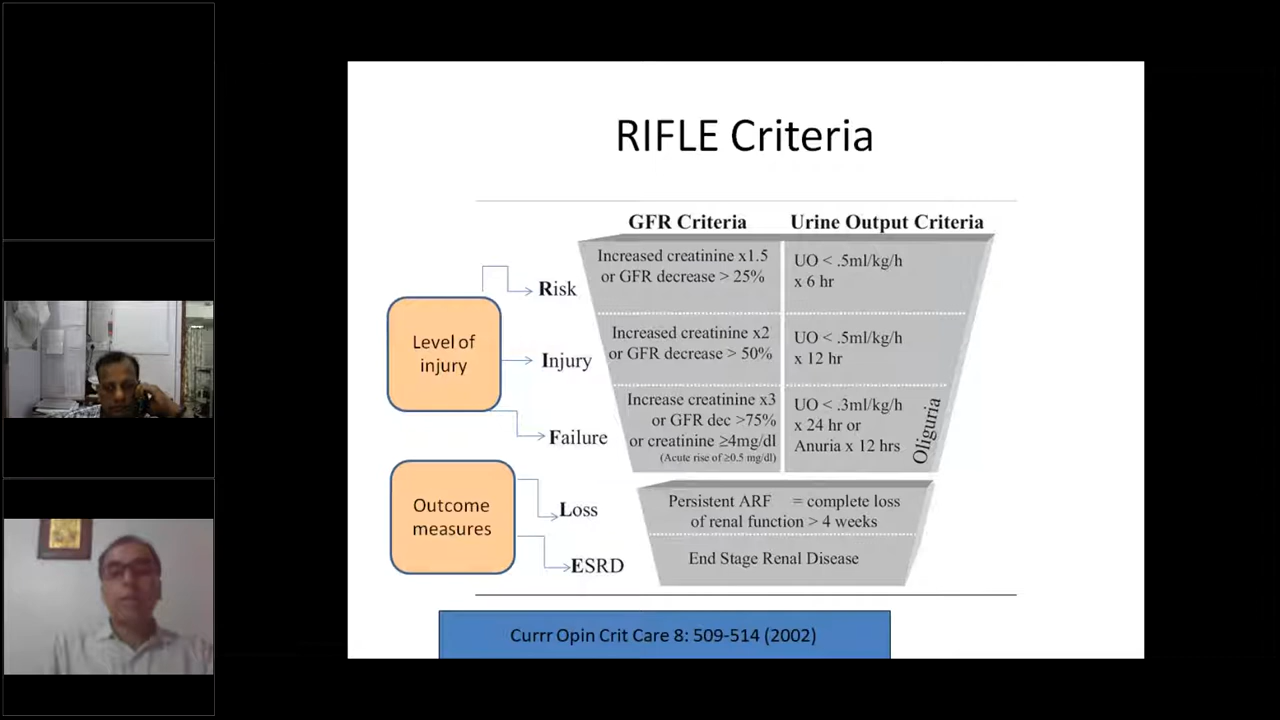 RIFLE Criteria
GFR Criteria
Urine Output Criteria
Level of
injury
Risk
Increased creatinine x1.5
or GFR decrease > 25%
UO < .5ml/kg/h
x 6 hr
Injury
Increased creatinine x2
or GFR decrease > 50%
UO < .5ml/kg/h
x 12 hr
Failure
Increase creatinine x3
or GFR dec >75%
or creatinine ≥4mg/dl
(Acute rise of ≥0.5 mg/dl)
UO < .3ml/kg/h
x 24 hr or
Anuria x 12 hrs
Oliguria
Outcome
measures
Loss
Persistent ARF = complete loss
of renal function > 4 weeks
ESRD
End Stage Renal Disease
Currr Opin Crit Care 8: 509-514 (2002)